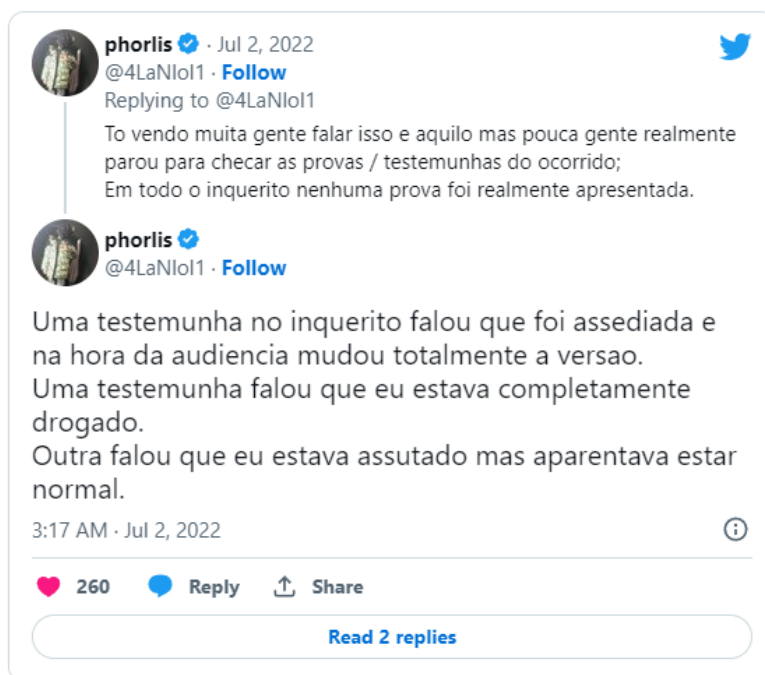 phorlis · Jul 2, 2022
@4LaNlol1 · Follow
Replying to @4LaNlol1
To vendo muita gente falar isso e aquilo mas pouca gente realmente
parou para checar as provas / testemunhas do ocorrido;
Em todo o inquerito nenhuma prova foi realmente apresentada.
phorlis
@4LaNlol1 · Follow
Uma testemunha no inquerito falou que foi assediada e
na hora da audiencia mudou totalmente a versao.
Uma testemunha falou que eu estava completamente
drogado.
Outra falou que eu estava assutado mas aparentava estar
normal.
3:17 AM · Jul 2, 2022
260 Reply Share
Read 2 replies